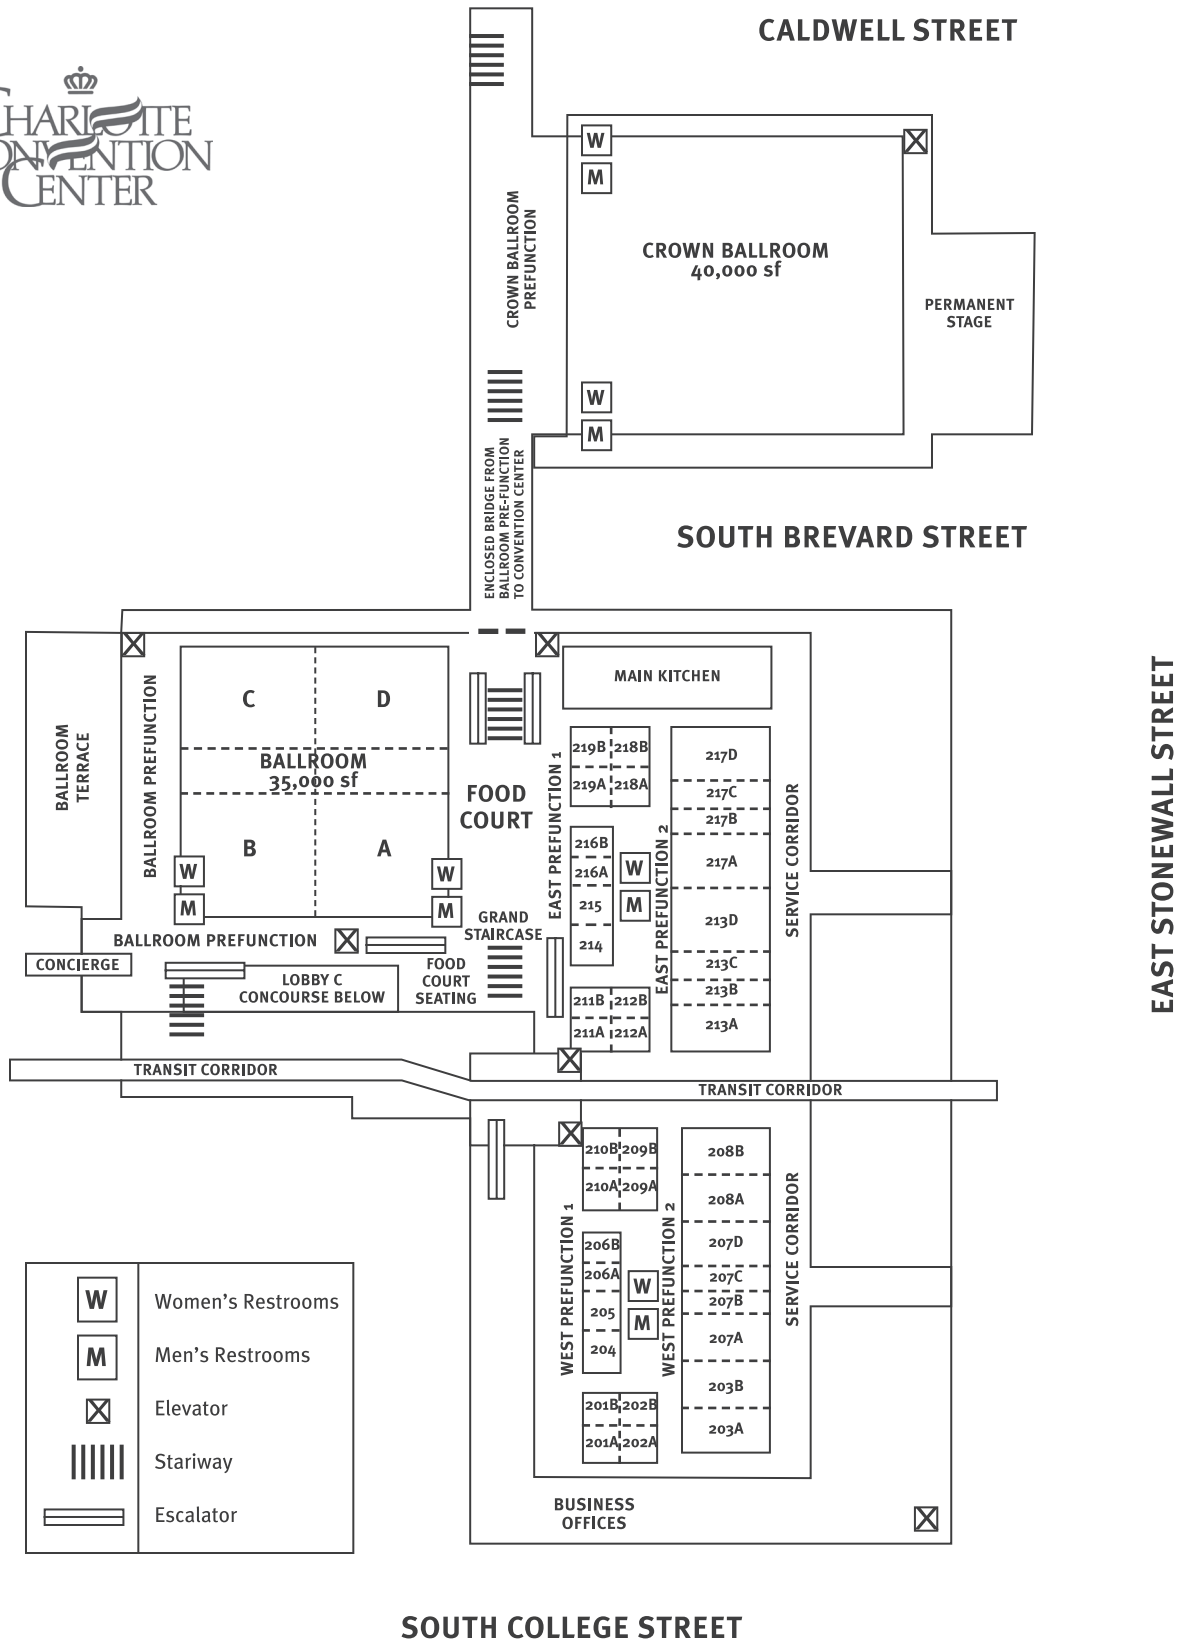 CALDWELL STREET
CHARLOTTE
CONVENTION
CENTER
W
M
CROWN BALLROOM
PREFUNCTION
CROWN BALLROOM
40,000 sf
PERMANENT
STAGE
W
M
ENCLOSED BRIDGE FROM
BALLROOM PRE-FUNCTION
TO CONVENTION CENTER
SOUTH BREVARD STREET
EAST STONEWALL STREET
BALLROOM
TERRACE
BALLROOM PREFUNCTION
C
D
BALLROOM
35,000 sf
B
A
W
M
W
M
FOOD
COURT
MAIN KITCHEN
EAST PREFUNCTION 1
219B
218B
219A
218A
216B
216A
215
214
W
M
211B
212B
211A
212A
EAST PREFUNCTION 2
217D
217C
217B
217A
213D
213C
213B
213A
SERVICE CORRIDOR
GRAND
STAIRCASE
BALLROOM PREFUNCTION
CONCIERGE
LOBBY C
CONCOURSE BELOW
FOOD
COURT
SEATING
TRANSIT CORRIDOR
TRANSIT CORRIDOR
210B
209B
210A
209A
WEST PREFUNCTION 1
206B
206A
205
204
W
M
201B
202B
201A
202A
WEST PREFUNCTION 2
208B
208A
207D
207C
207B
207A
203B
203A
SERVICE CORRIDOR
BUSINESS
OFFICES
W Women's Restrooms
M Men's Restrooms
Elevator
Stariway
Escalator
SOUTH COLLEGE STREET